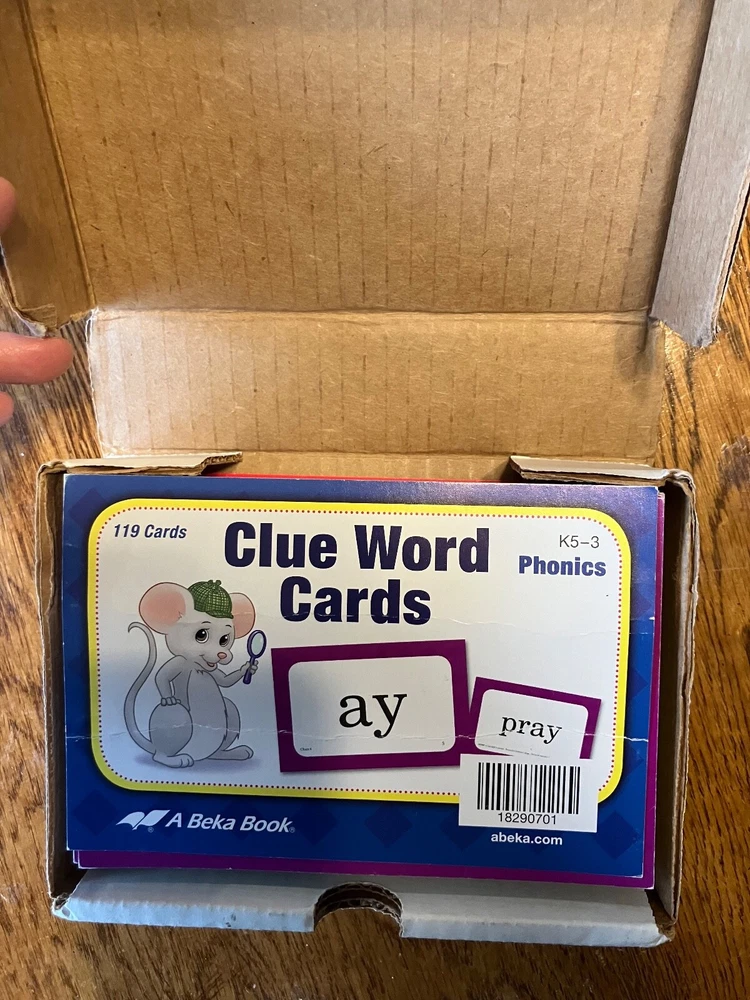 119 Cards
Clue Word
Cards
K5–3
Phonics
ay
pray
A Beka Book®
18290701
abeka.com